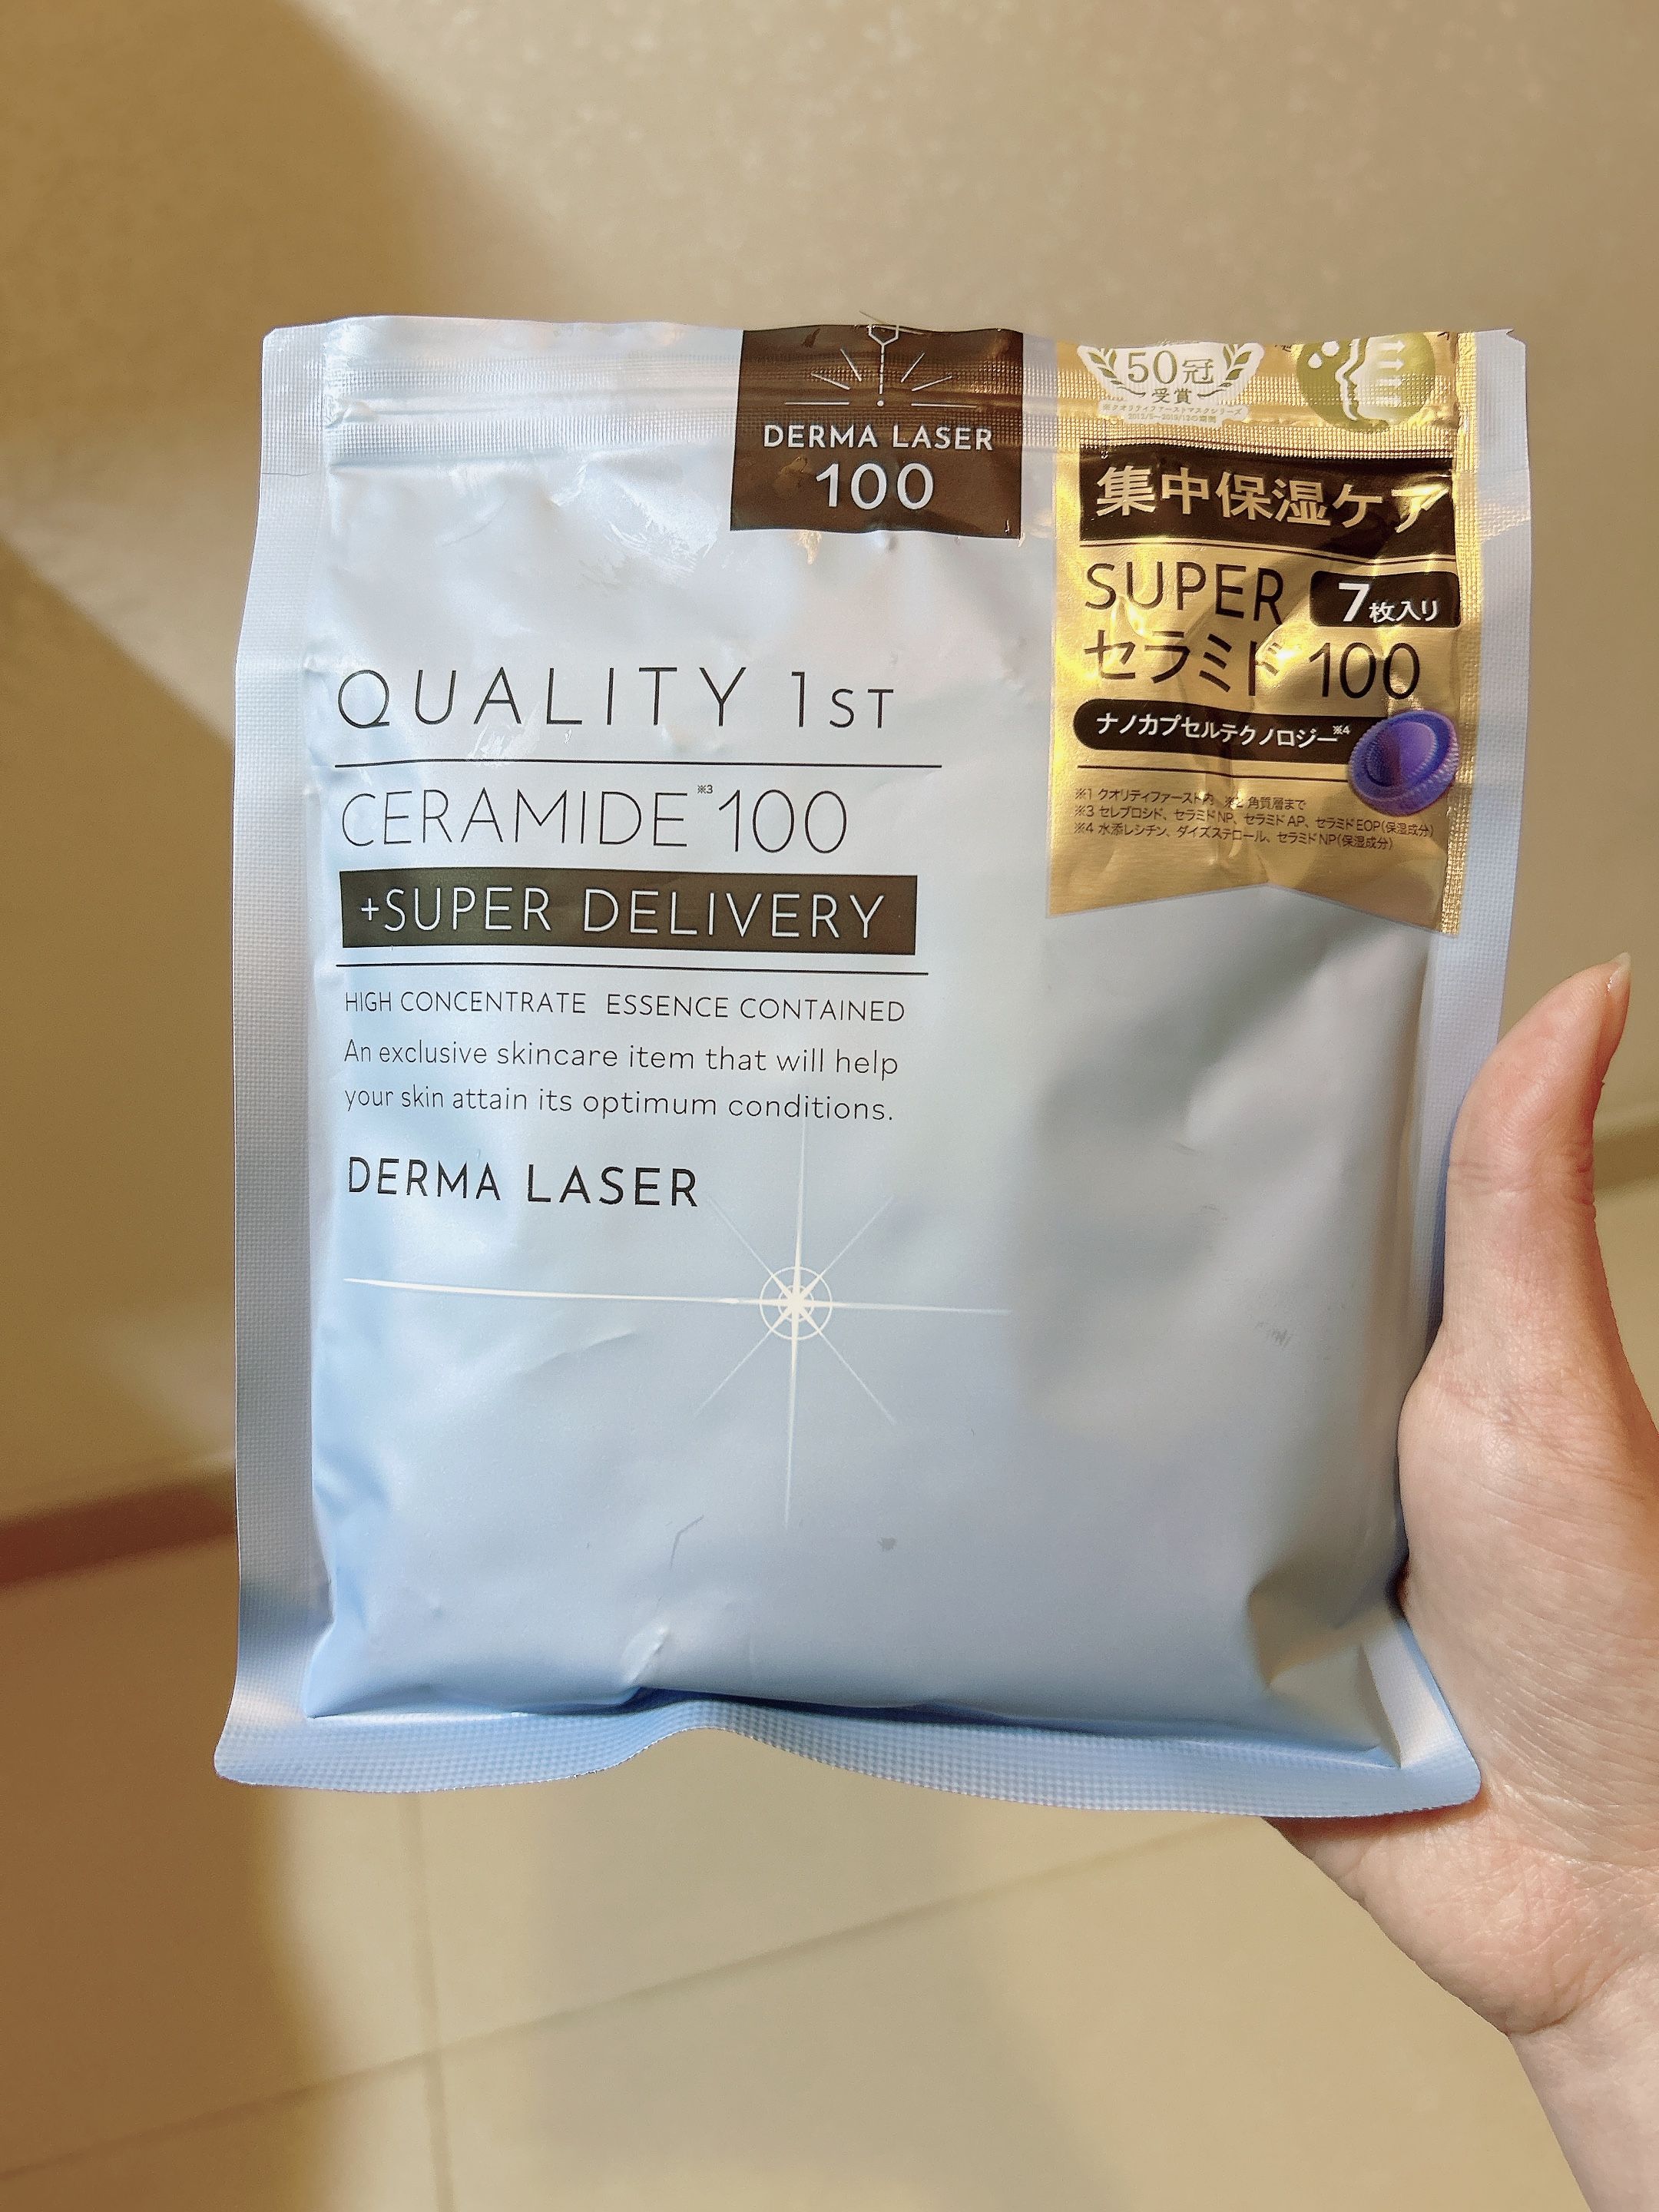 DERMA LASER
100
50冠
受賞
集中保湿ケア
SUPER
7枚入り
セラミド100
ナノカプセルテクノロジー※4
※1 クオリティファースト内 ※2 角質層まで
※3 セレブロシド、セラミドNP、セラミドAP、セラミドEOP(保湿成分)
※4 水添レシチン、ダイズステロール、セラミドNP(保湿成分)
QUALITY 1ST
CERAMIDE※3 100
+SUPER DELIVERY
HIGH CONCENTRATE ESSENCE CONTAINED
An exclusive skincare item that will help
your skin attain its optimum conditions.
DERMA LASER